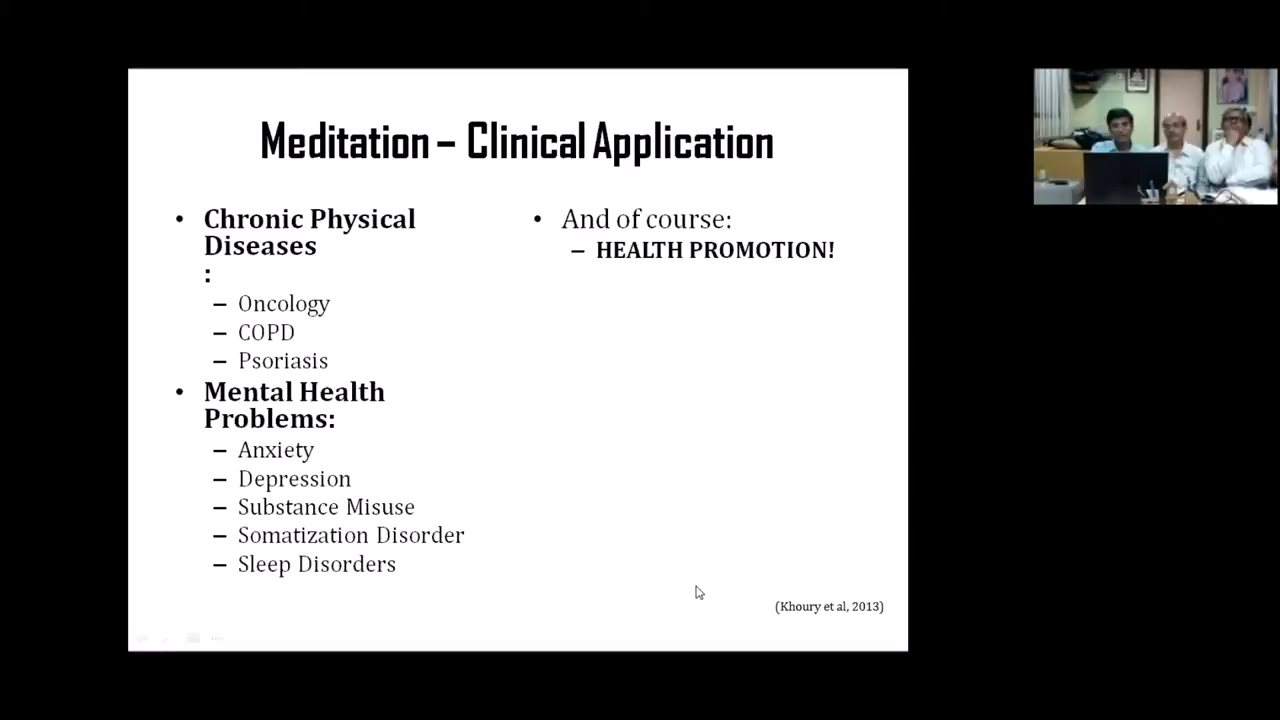 Meditation – Clinical Application
• Chronic Physical
Diseases
:
– Oncology
– COPD
– Psoriasis
• Mental Health
Problems:
– Anxiety
– Depression
– Substance Misuse
– Somatization Disorder
– Sleep Disorders
• And of course:
– HEALTH PROMOTION!
(Khoury et al, 2013)